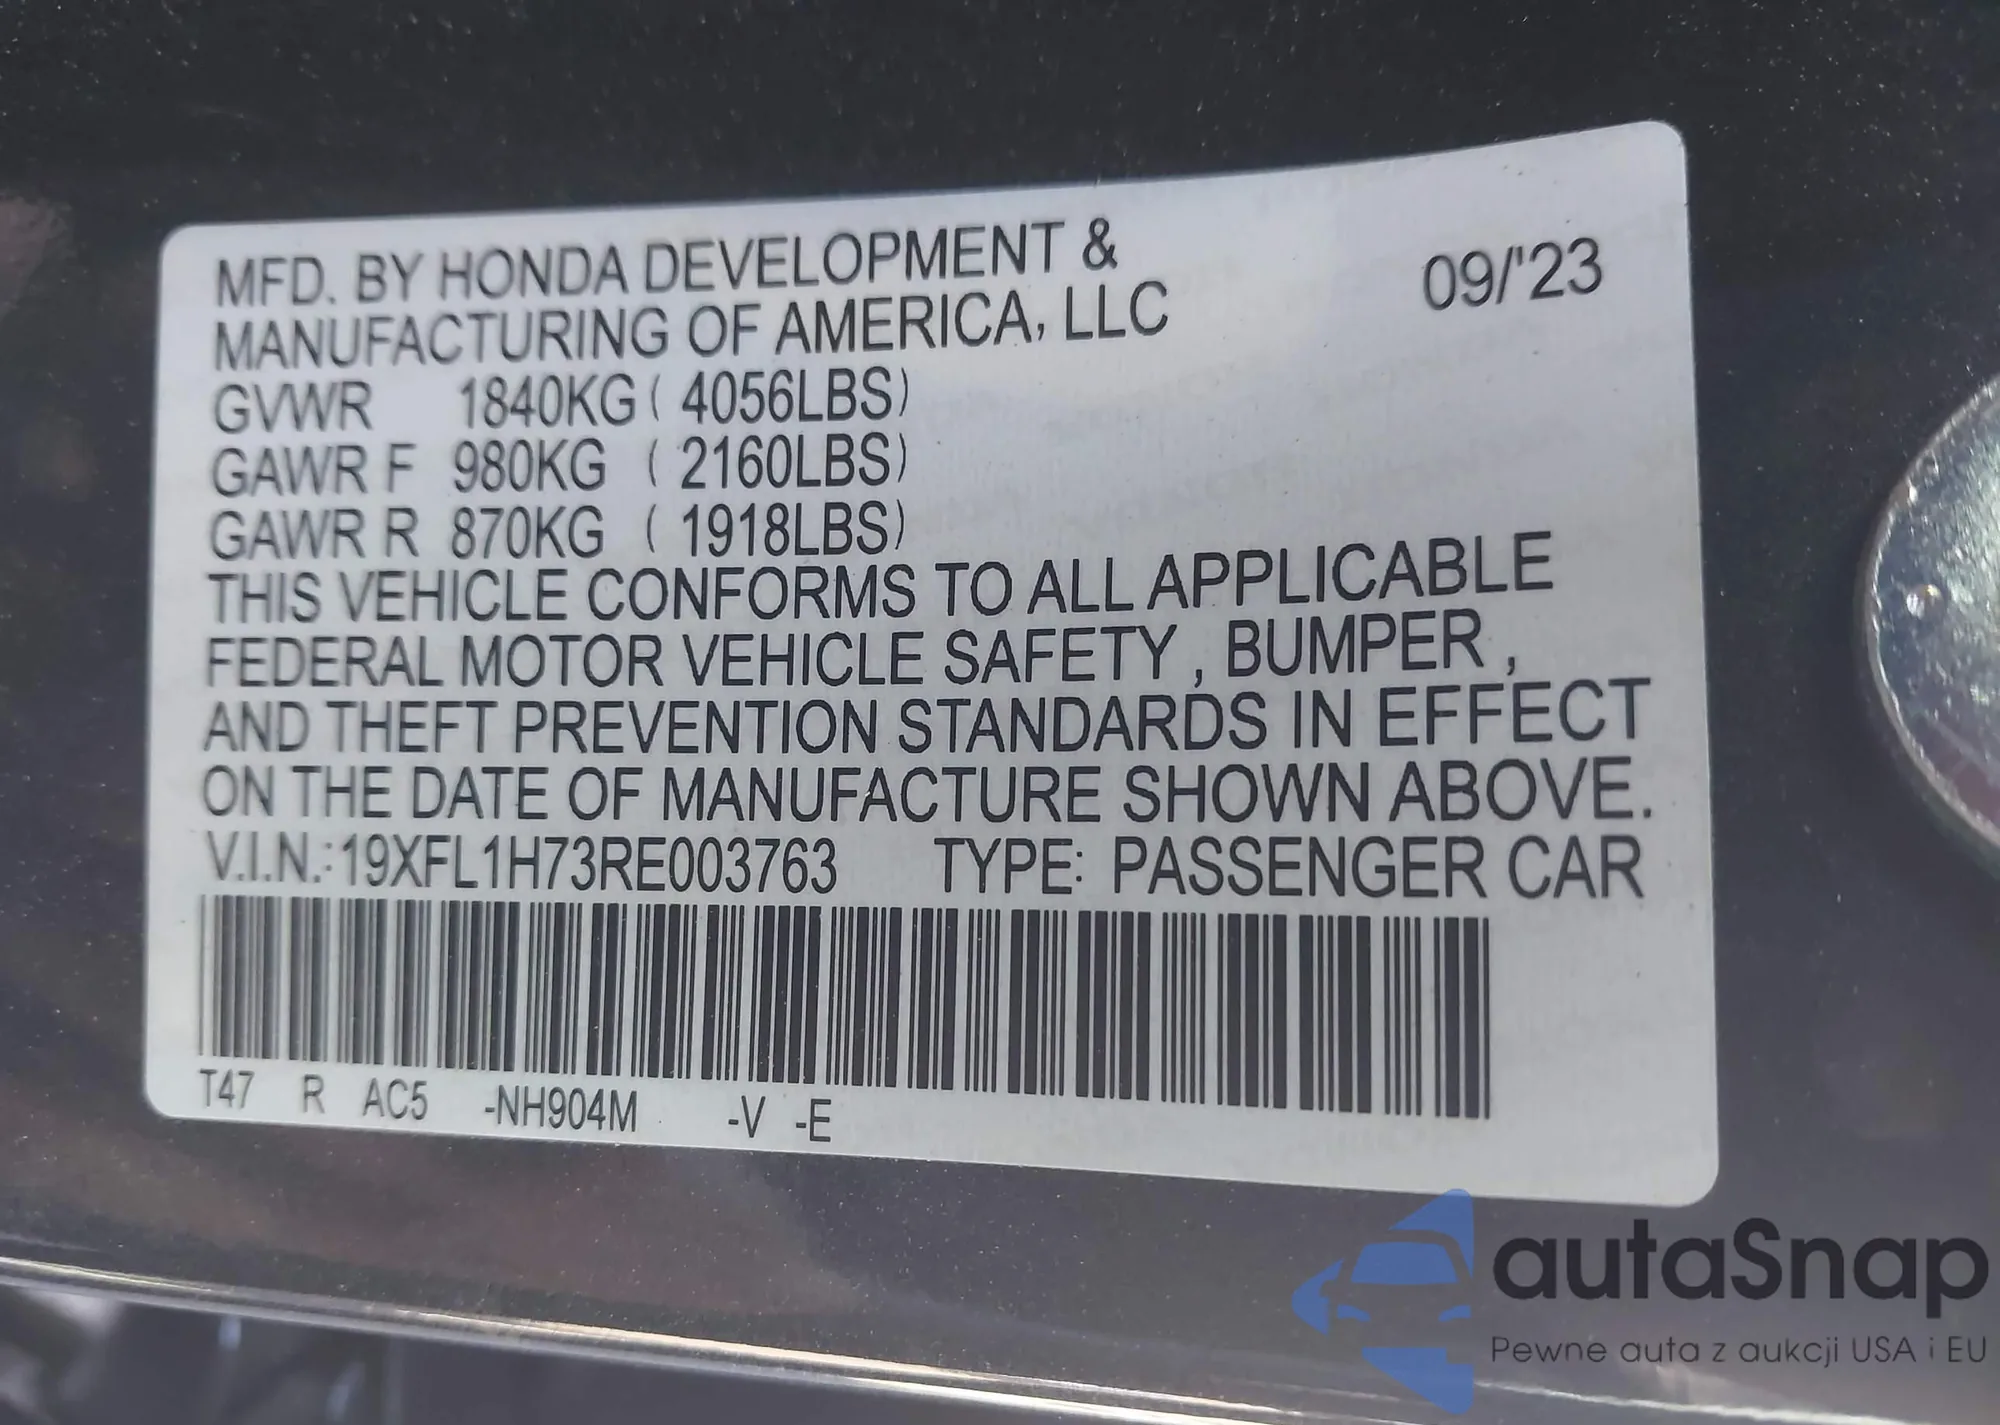 MFD. BY HONDA DEVELOPMENT &
MANUFACTURING OF AMERICA, LLC
09/'23
GVWR 1840KG ( 4056LBS)
GAWR F 980KG ( 2160LBS)
GAWR R 870KG ( 1918LBS)
THIS VEHICLE CONFORMS TO ALL APPLICABLE
FEDERAL MOTOR VEHICLE SAFETY , BUMPER ,
AND THEFT PREVENTION STANDARDS IN EFFECT
ON THE DATE OF MANUFACTURE SHOWN ABOVE.
V.I.N.:19XFL1H73RE003763 TYPE: PASSENGER CAR
T47 R AC5 -NH904M -V -E
autaSnap
Pewne auta z aukcji USA i EU